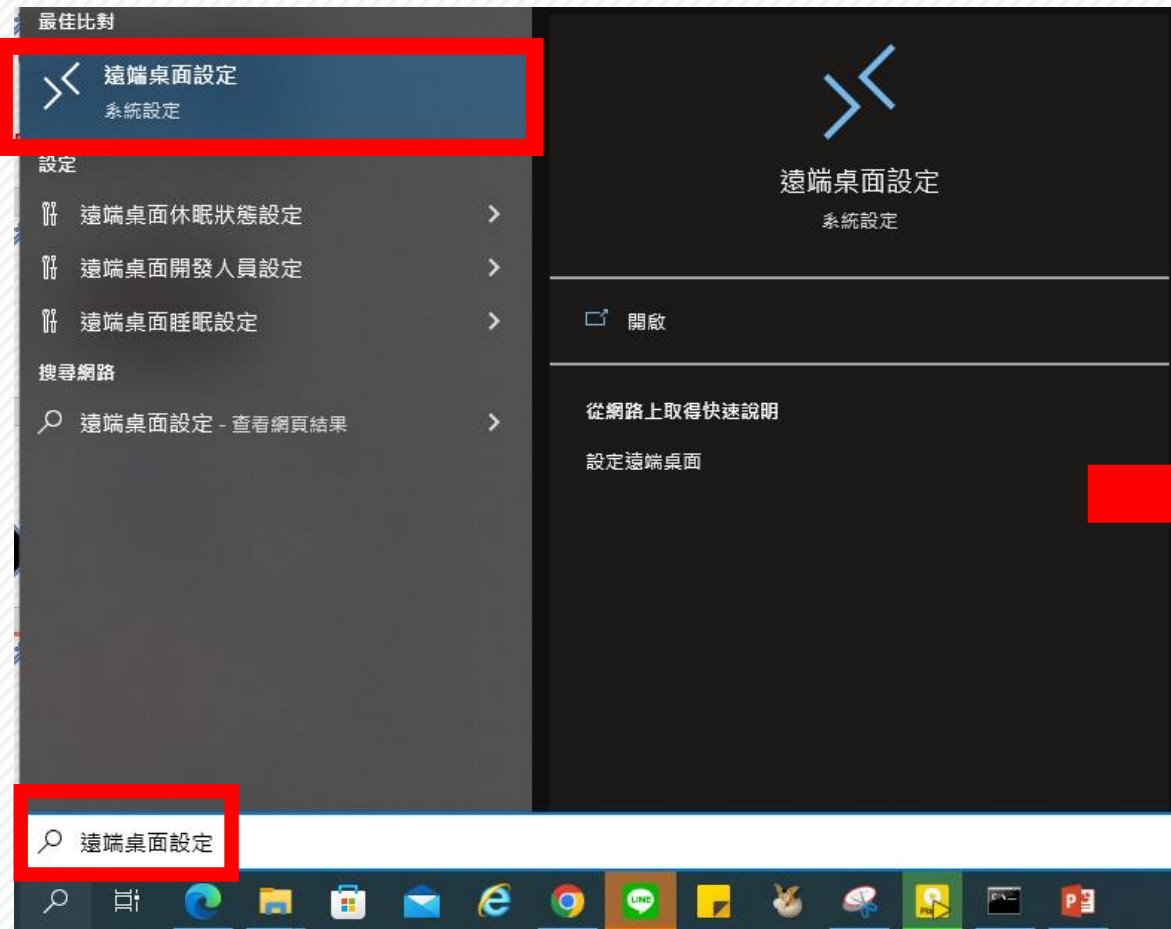 最佳比對
遠端桌面設定
系統設定
設定
遠端桌面休眠狀態設定
遠端桌面開發人員設定
遠端桌面睡眠設定
搜尋網路
遠端桌面設定 - 查看網頁結果
遠端桌面設定
系統設定
開啟
從網路上取得快速說明
設定遠端桌面
遠端桌面設定
LINE